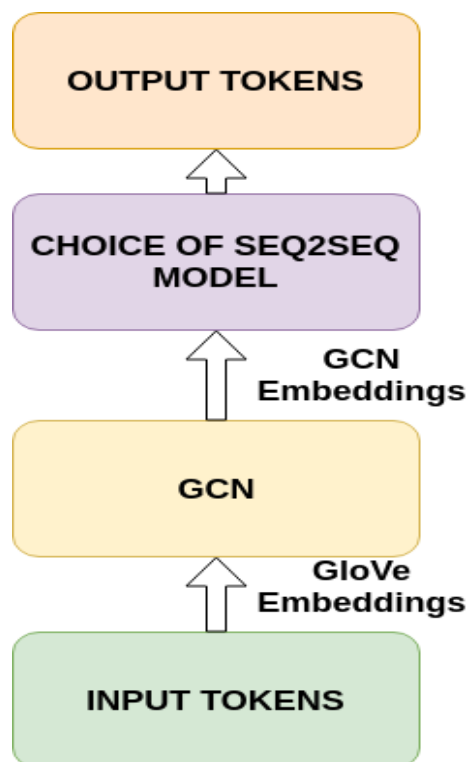 OUTPUT TOKENS
CHOICE OF SEQ2SEQ
MODEL
GCN
Embeddings
GCN
GloVe
Embeddings
INPUT TOKENS